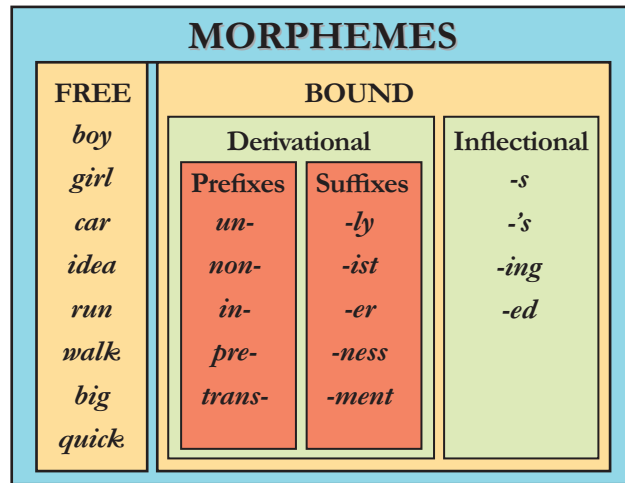 MORPHEMES
FREE
boy
girl
car
idea
run
walk
big
quick
BOUND
Derivational
Prefixes
un-
non-
in-
pre-
trans-
Suffixes
-ly
-ist
-er
-ness
-ment
Inflectional
-s
-'s
-ing
-ed